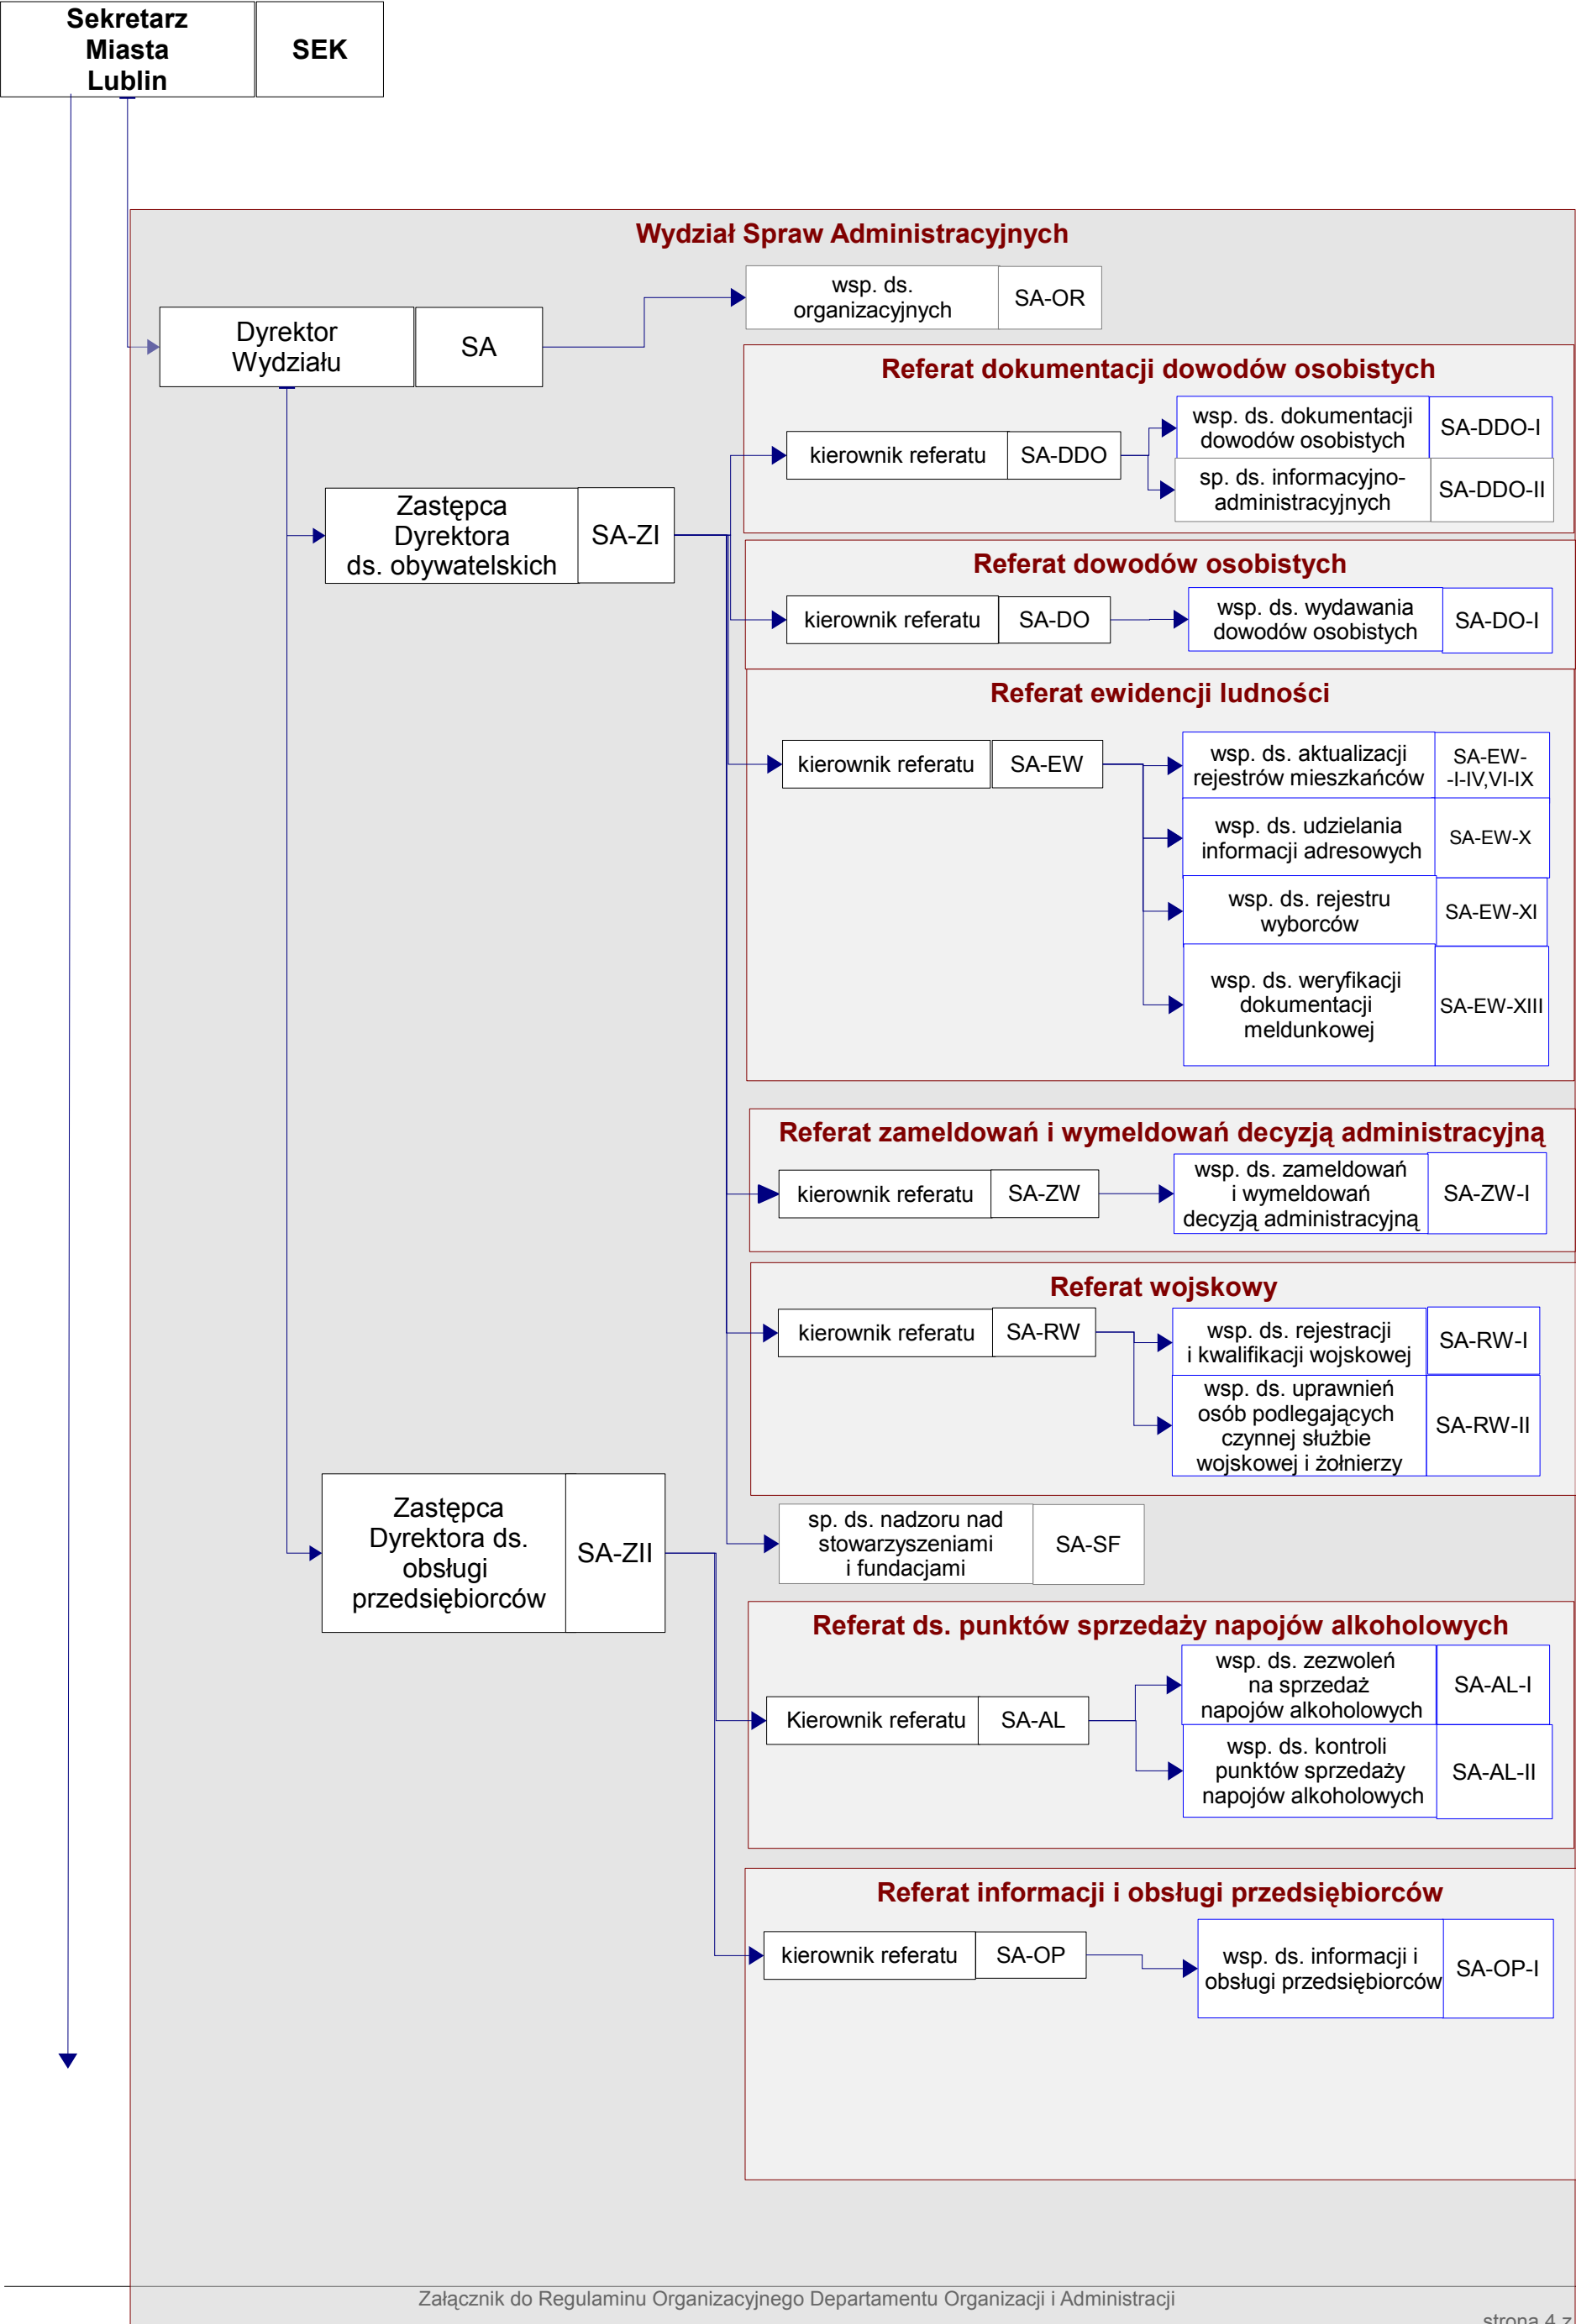 Sekretarz
Miasta
Lublin
SEK
Wydział Spraw Administracyjnych
wsp. ds.
organizacyjnych
SA-OR
Dyrektor
Wydziału
SA
Referat dokumentacji dowodów osobistych
kierownik referatu
SA-DDO
wsp. ds. dokumentacji
dowodów osobistych
SA-DDO-I
sp. ds. informacyjno-
administracyjnych
SA-DDO-II
Zastępca
Dyrektora
ds. obywatelskich
SA-ZI
Referat dowodów osobistych
kierownik referatu
SA-DO
wsp. ds. wydawania
dowodów osobistych
SA-DO-I
Referat ewidencji ludności
kierownik referatu
SA-EW
wsp. ds. aktualizacji
rejestrów mieszkańców
SA-EW-
-I-IV,VI-IX
wsp. ds. udzielania
informacji adresowych
SA-EW-X
wsp. ds. rejestru
wyborców
SA-EW-XI
wsp. ds. weryfikacji
dokumentacji
meldunkowej
SA-EW-XIII
Referat zameldowań i wymeldowań decyzją administracyjną
kierownik referatu
SA-ZW
wsp. ds. zameldowań
i wymeldowań
decyzją administracyjną
SA-ZW-I
Referat wojskowy
kierownik referatu
SA-RW
wsp. ds. rejestracji
i kwalifikacji wojskowej
SA-RW-I
wsp. ds. uprawnień
osób podlegających
czynnej służbie
wojskowej i żołnierzy
SA-RW-II
Zastępca
Dyrektora ds.
obsługi
przedsiębiorców
SA-ZII
sp. ds. nadzoru nad
stowarzyszeniami
i fundacjami
SA-SF
Referat ds. punktów sprzedaży napojów alkoholowych
Kierownik referatu
SA-AL
wsp. ds. zezwoleń
na sprzedaż
napojów alkoholowych
SA-AL-I
wsp. ds. kontroli
punktów sprzedaży
napojów alkoholowych
SA-AL-II
Referat informacji i obsługi przedsiębiorców
kierownik referatu
SA-OP
wsp. ds. informacji i
obsługi przedsiębiorców
SA-OP-I
Załącznik do Regulaminu Organizacyjnego Departamentu Organizacji i Administracji
strona 4 z